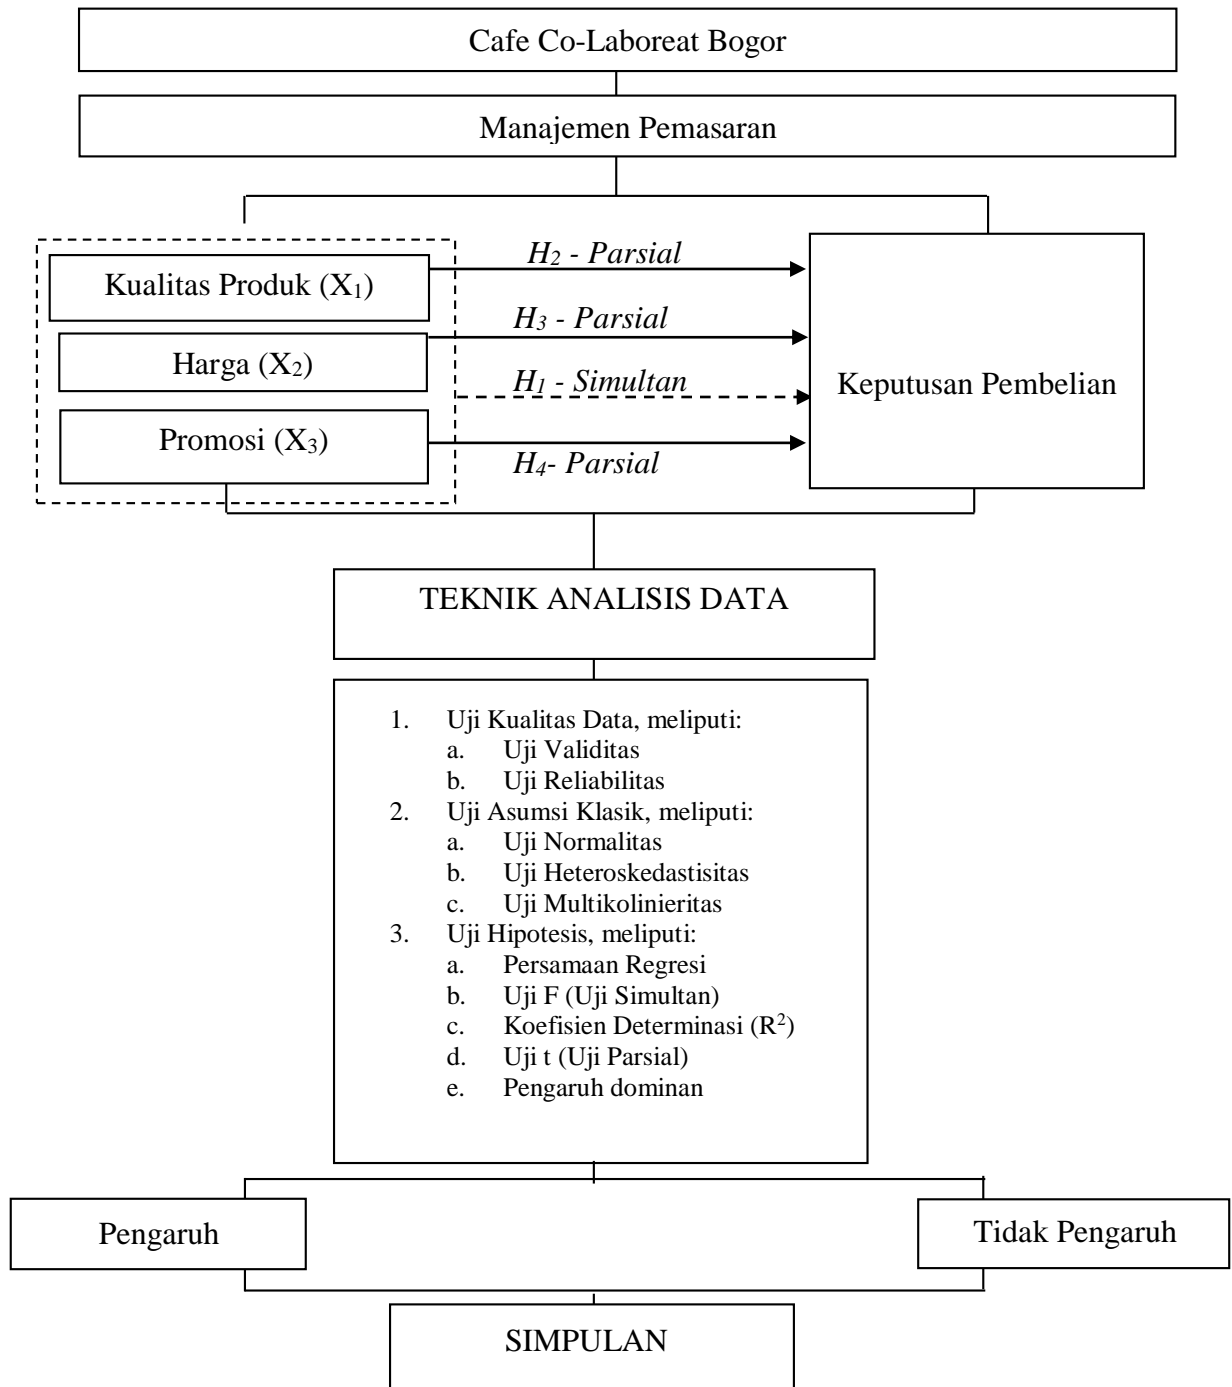 Cafe Co-Laboreat Bogor
Manajemen Pemasaran
Kualitas Produk (X₁)
Harga (X₂)
Promosi (X₃)
H₂ - Parsial
H₃ - Parsial
H₁ - Simultan
H₄- Parsial
Keputusan Pembelian
TEKNIK ANALISIS DATA
1. Uji Kualitas Data, meliputi:
a. Uji Validitas
b. Uji Reliabilitas
2. Uji Asumsi Klasik, meliputi:
a. Uji Normalitas
b. Uji Heteroskedastisitas
c. Uji Multikolinieritas
3. Uji Hipotesis, meliputi:
a. Persamaan Regresi
b. Uji F (Uji Simultan)
c. Koefisien Determinasi (R²)
d. Uji t (Uji Parsial)
e. Pengaruh dominan
Pengaruh
Tidak Pengaruh
SIMPULAN